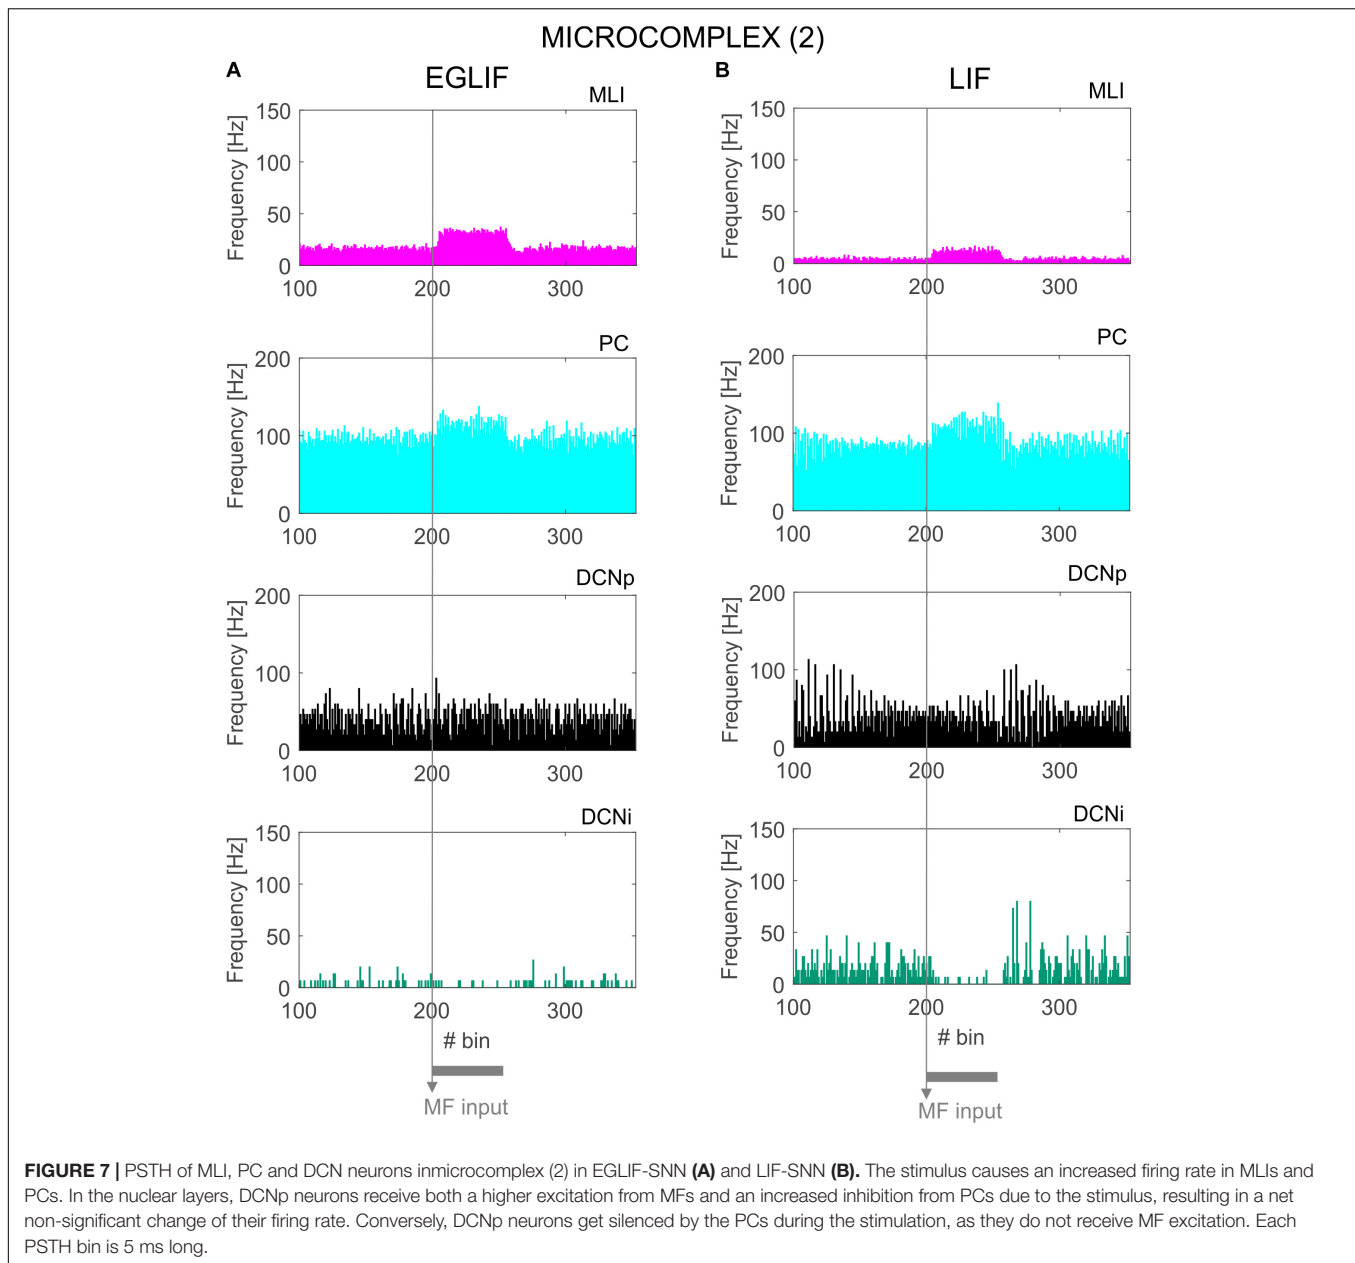 MICROCOMPLEX (2)
A
EGLIF
MLI
150
100
50
0
Frequency [Hz]
100
200
300
PC
200
100
0
Frequency [Hz]
100
200
300
DCNp
200
100
0
Frequency [Hz]
100
200
300
DCNi
150
100
50
0
Frequency [Hz]
100
200
300
# bin
MF input
B
LIF
MLI
150
100
50
0
Frequency [Hz]
100
200
300
PC
200
100
0
Frequency [Hz]
100
200
300
DCNp
200
100
0
Frequency [Hz]
100
200
300
DCNi
150
100
50
0
Frequency [Hz]
100
200
300
# bin
MF input
FIGURE 7 | PSTH of MLI, PC and DCN neurons inmicrocomplex (2) in EGLIF-SNN (A) and LIF-SNN (B). The stimulus causes an increased firing rate in MLIs and
PCs. In the nuclear layers, DCNp neurons receive both a higher excitation from MFs and an increased inhibition from PCs due to the stimulus, resulting in a net
non-significant change of their firing rate. Conversely, DCNp neurons get silenced by the PCs during the stimulation, as they do not receive MF excitation. Each
PSTH bin is 5 ms long.